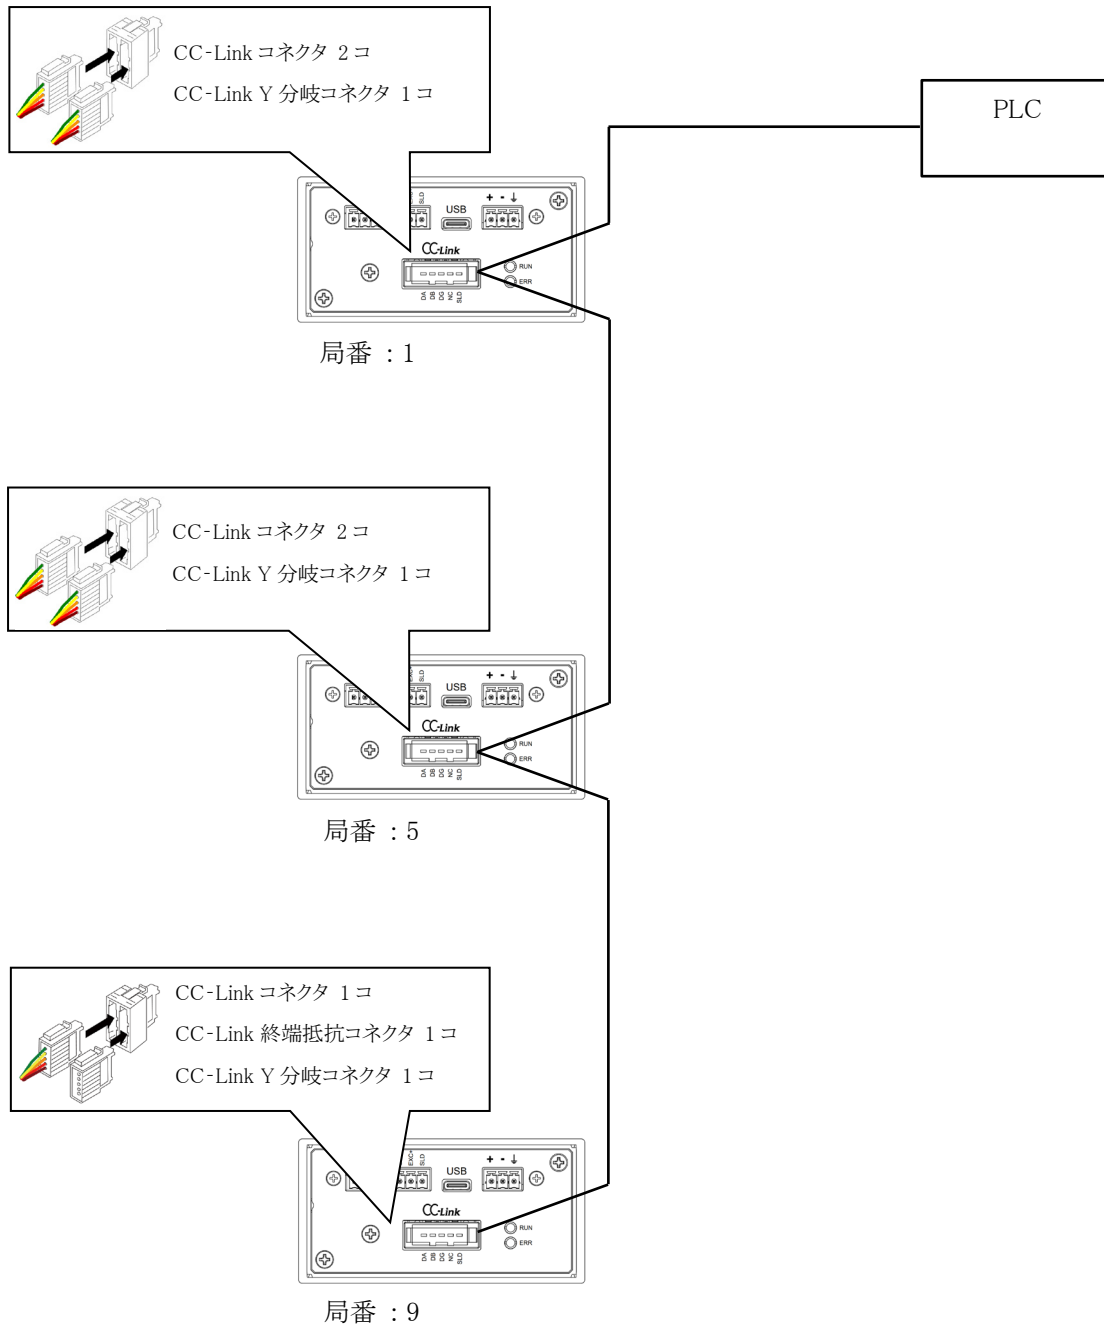 CC-Link コネクタ 2コ
CC-Link Y 分岐コネクタ 1コ
PLC
SLD
USB
+ - ⏚
CC-Link
RUN
ERR
DA DB DG NC SLD
局番 : 1
CC-Link コネクタ 2コ
CC-Link Y 分岐コネクタ 1コ
SLD
USB
+ - ⏚
CC-Link
RUN
ERR
DA DB DG NC SLD
局番 : 5
CC-Link コネクタ 1コ
CC-Link 終端抵抗コネクタ 1コ
CC-Link Y 分岐コネクタ 1コ
EXC+ SLD
USB
+ - ⏚
CC-Link
RUN
ERR
DA DB DG NC SLD
局番 : 9